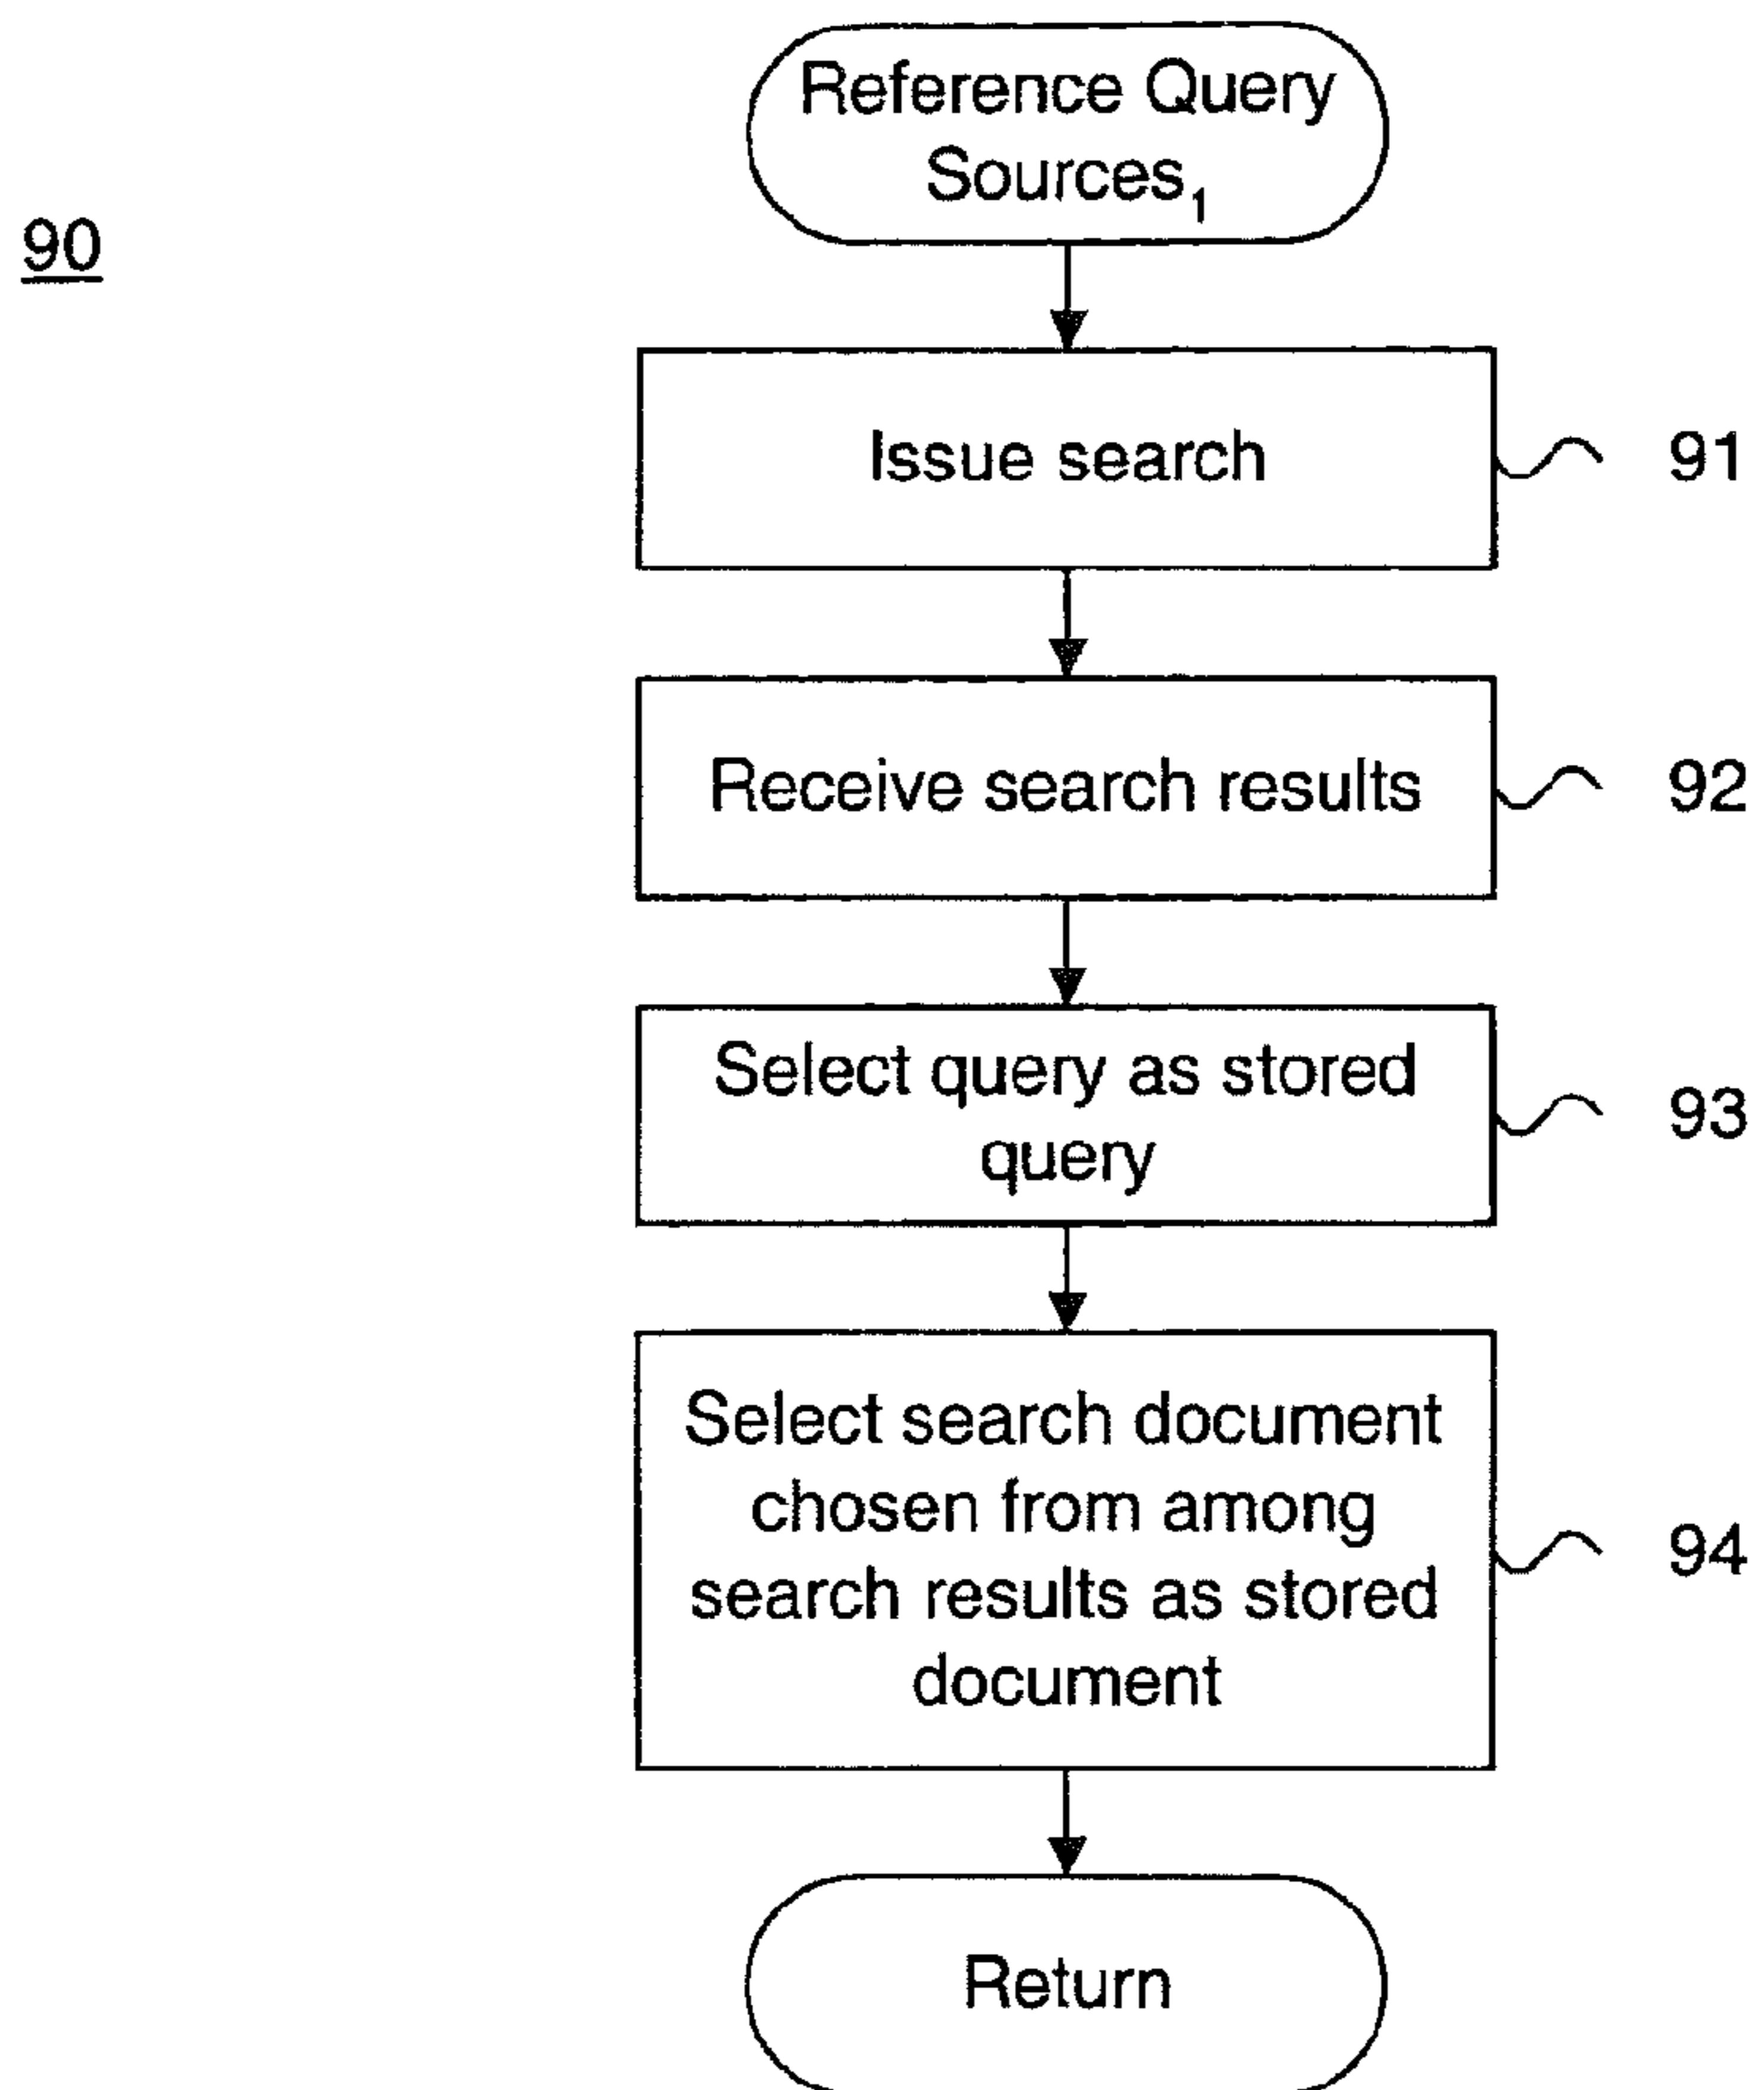 Reference Query
Sources₁
90
Issue search
91
Receive search results
92
Select query as stored
query
93
Select search document
chosen from among
search results as stored
document
94
Return